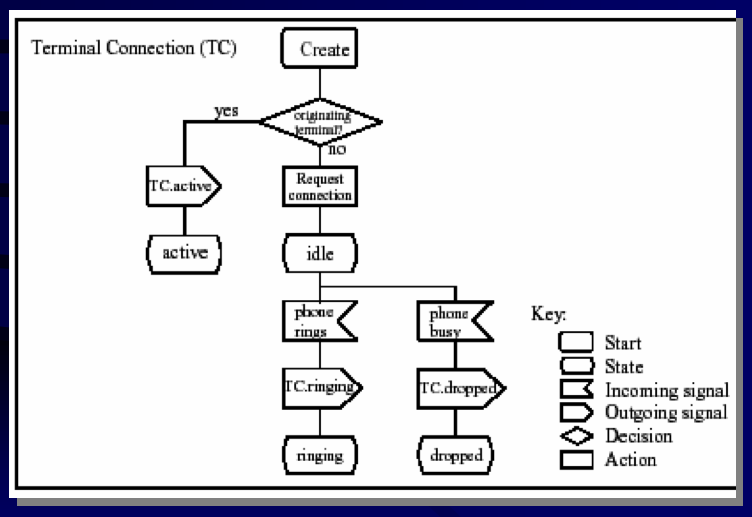 Terminal Connection (TC)
Create
originating
terminal?
yes
no
TC.active
Request
connection
active
idle
phone
rings
phone
busy
TC.ringing
TC.dropped
ringing
dropped
Key:
Start
State
Incoming signal
Outgoing signal
Decision
Action